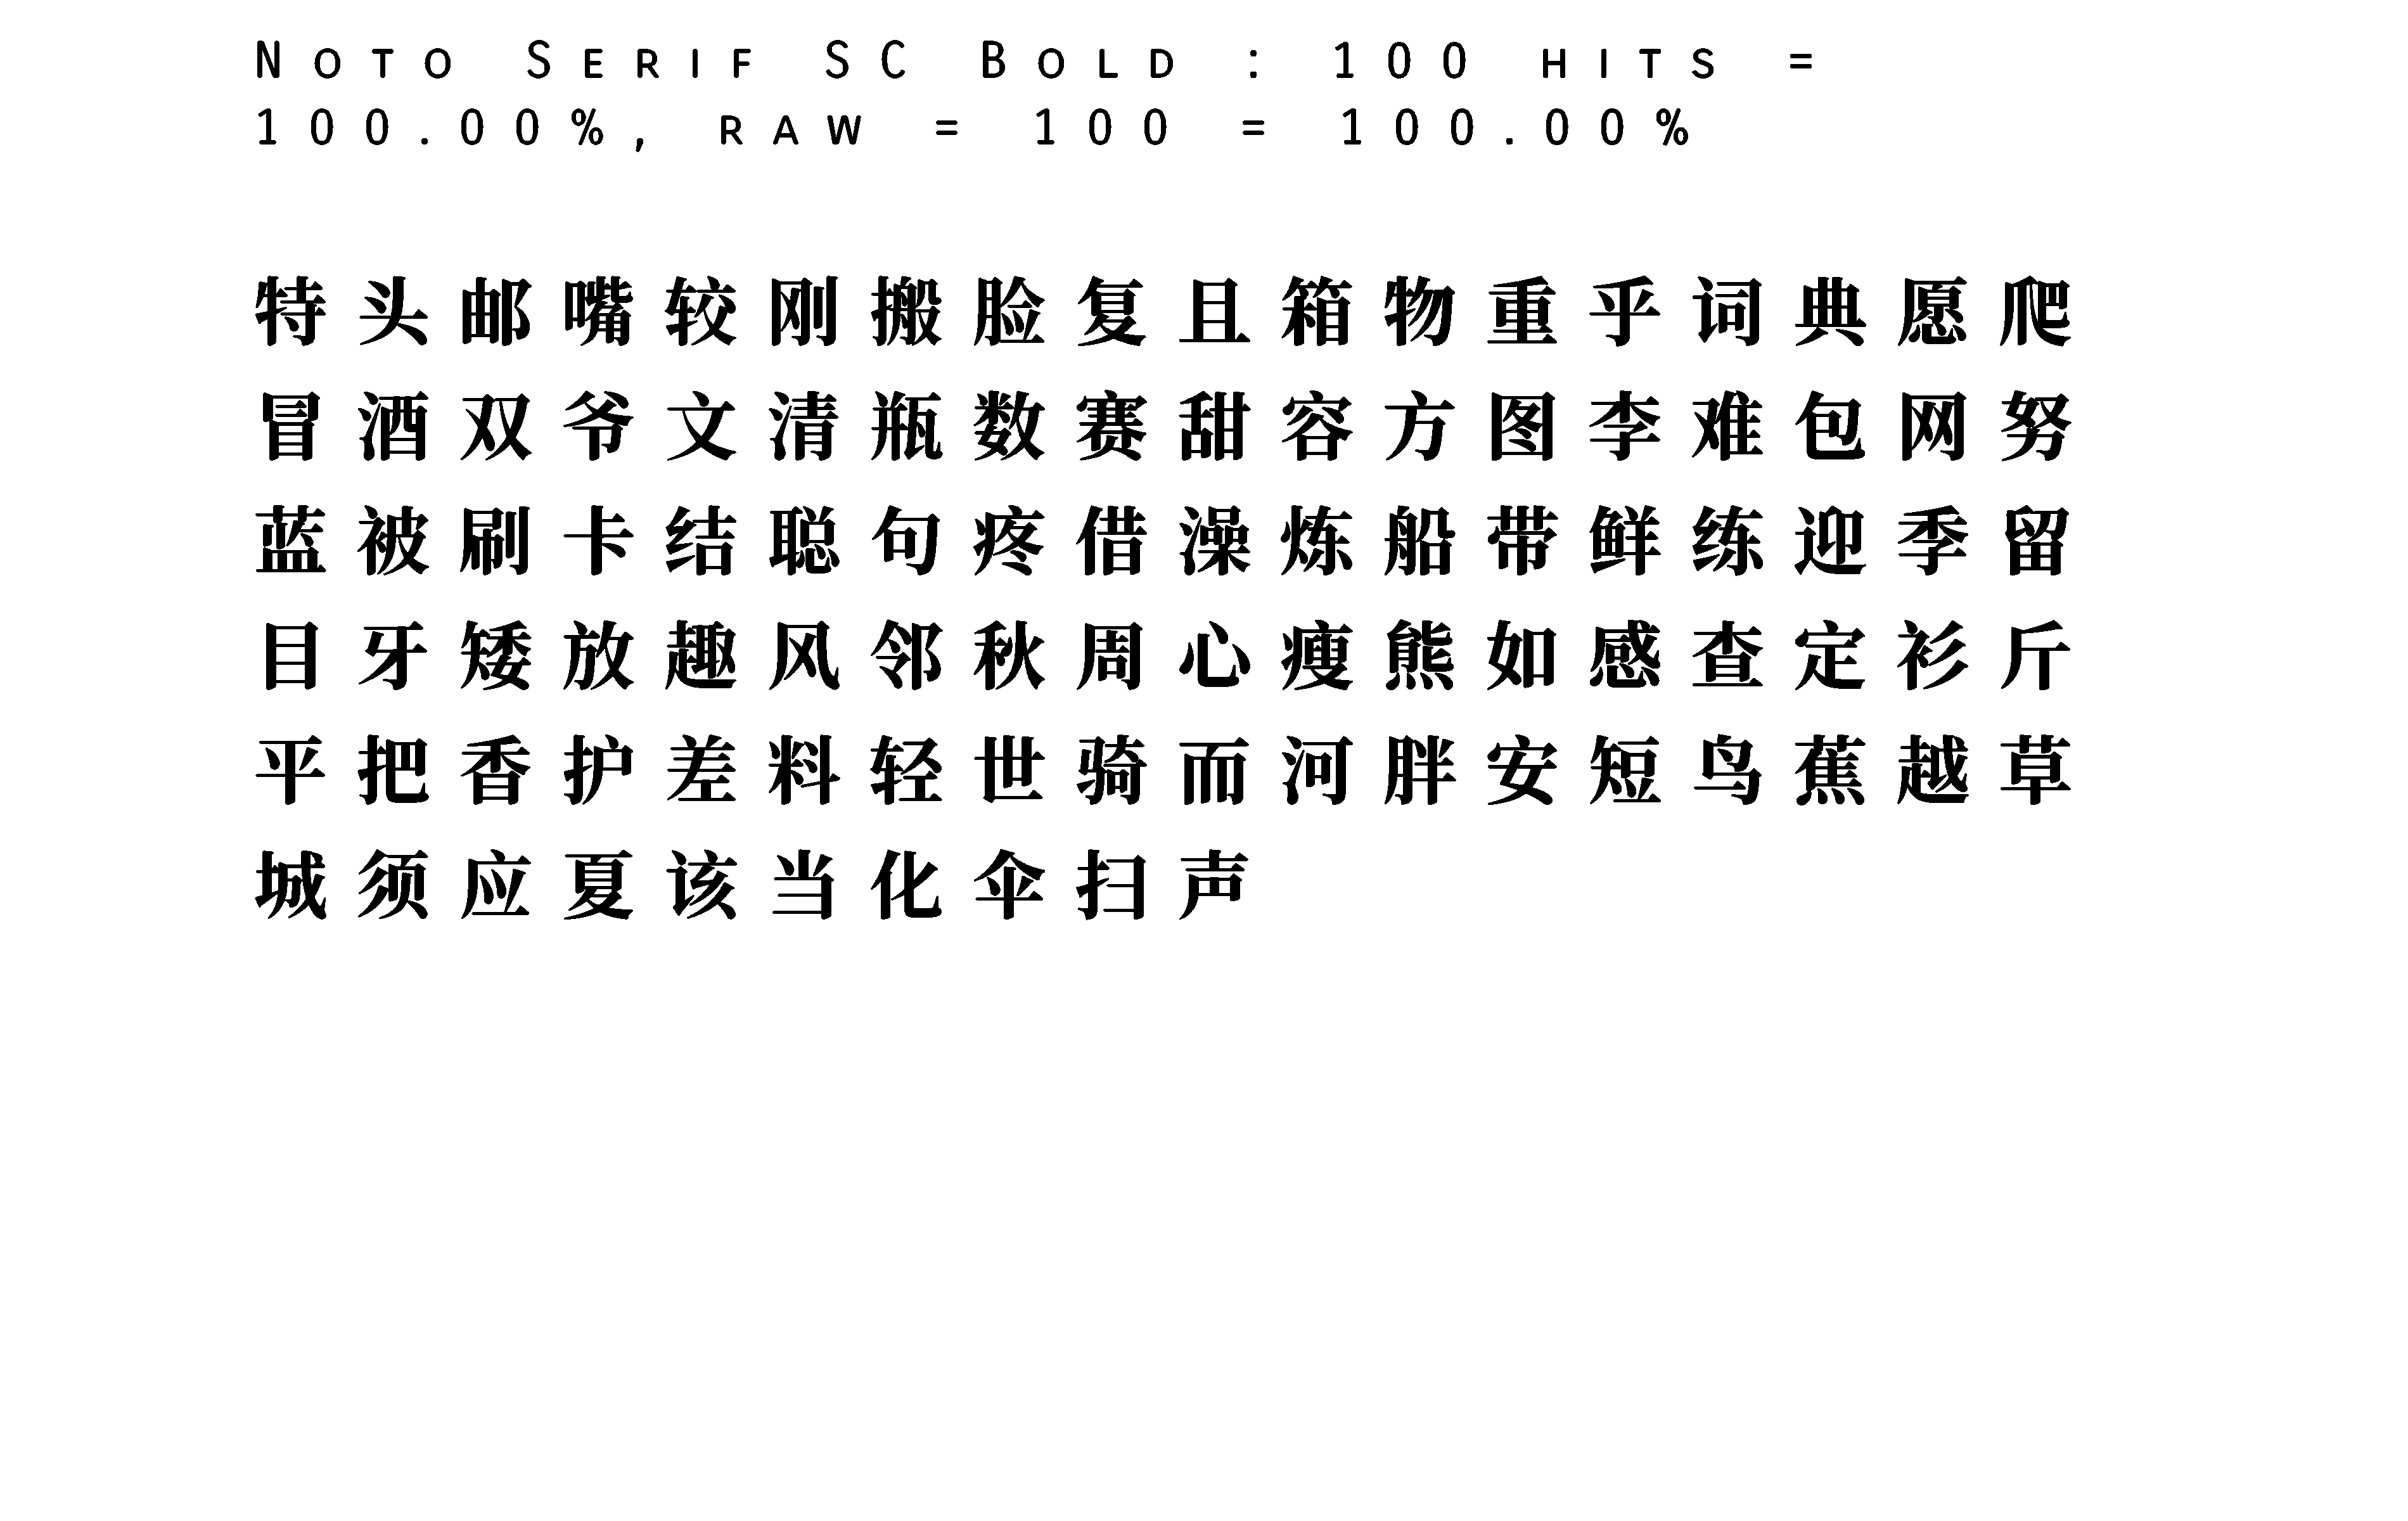 Noto Serif SC Bold : 100 hits =
100.00%, raw = 100 = 100.00%
特头邮嘴较刚搬脸复且箱物重乎词典愿爬
冒酒双爷文清瓶数赛甜容方图李难包网努
蓝被刷卡结聪句疼借澡炼船带鲜练迎季留
目牙矮放趣风邻秋周心瘦熊如感查定衫斤
平把香护差料轻世骑而河胖安短鸟蕉越草
城须应夏该当化伞扫声